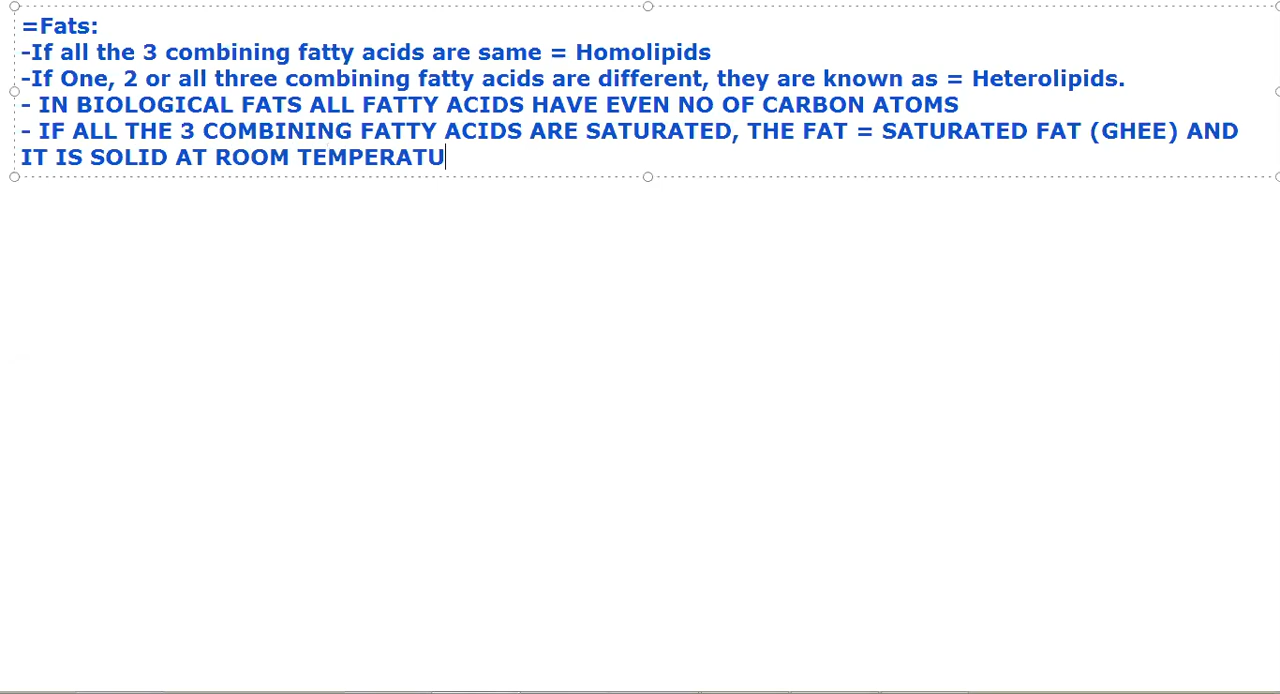 =Fats:
-If all the 3 combining fatty acids are same = Homolipids
-If One, 2 or all three combining fatty acids are different, they are known as = Heterolipids.
- IN BIOLOGICAL FATS ALL FATTY ACIDS HAVE EVEN NO OF CARBON ATOMS
- IF ALL THE 3 COMBINING FATTY ACIDS ARE SATURATED, THE FAT = SATURATED FAT (GHEE) AND
IT IS SOLID AT ROOM TEMPERATU